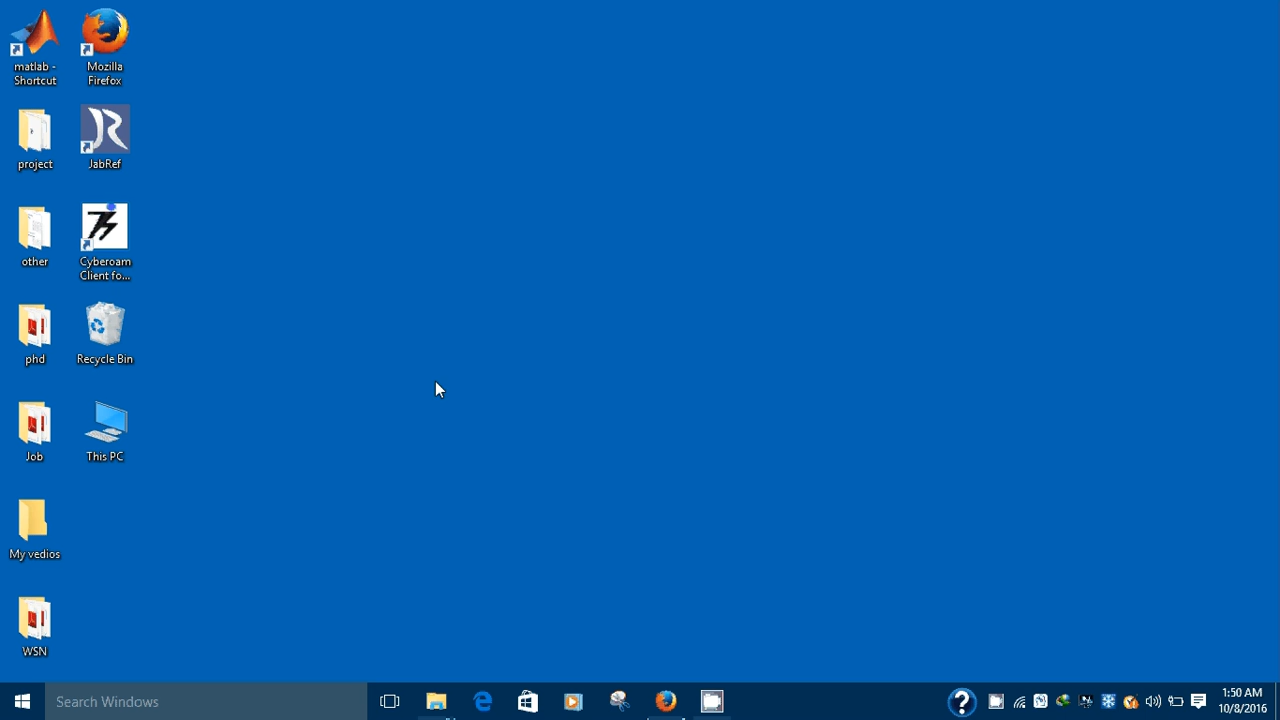 matlab -
Shortcut
Mozilla
Firefox
project
JabRef
other
Cyberoam
Client fo...
phd
Recycle Bin
Job
This PC
My vedios
WSN
Search Windows
1:50 AM
10/8/2016